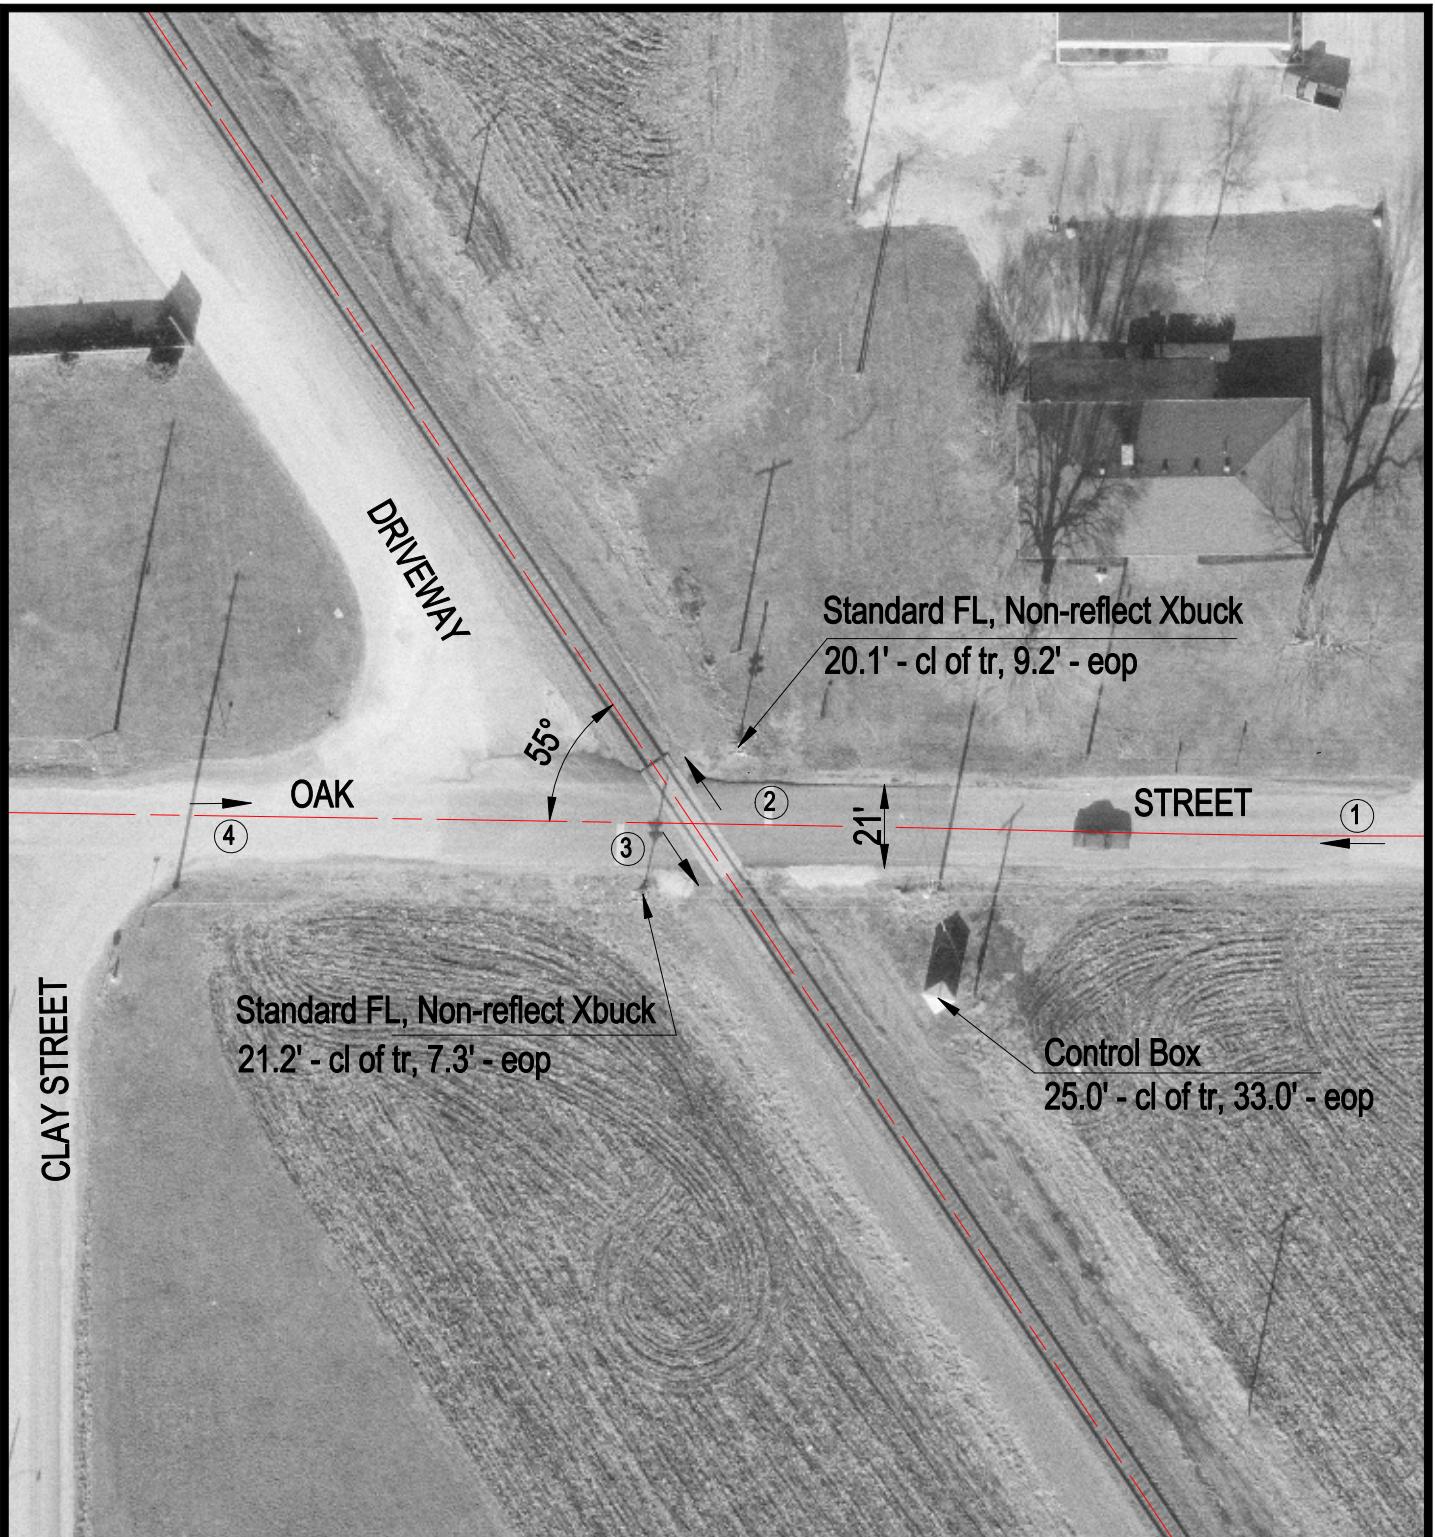 DRIVEWAY
Standard FL, Non-reflect Xbuck
20.1' - cl of tr, 9.2' - eop
55°
OAK
STREET
21'
1
2
3
4
Standard FL, Non-reflect Xbuck
21.2' - cl of tr, 7.3' - eop
CLAY STREET
Control Box
25.0' - cl of tr, 33.0' - eop